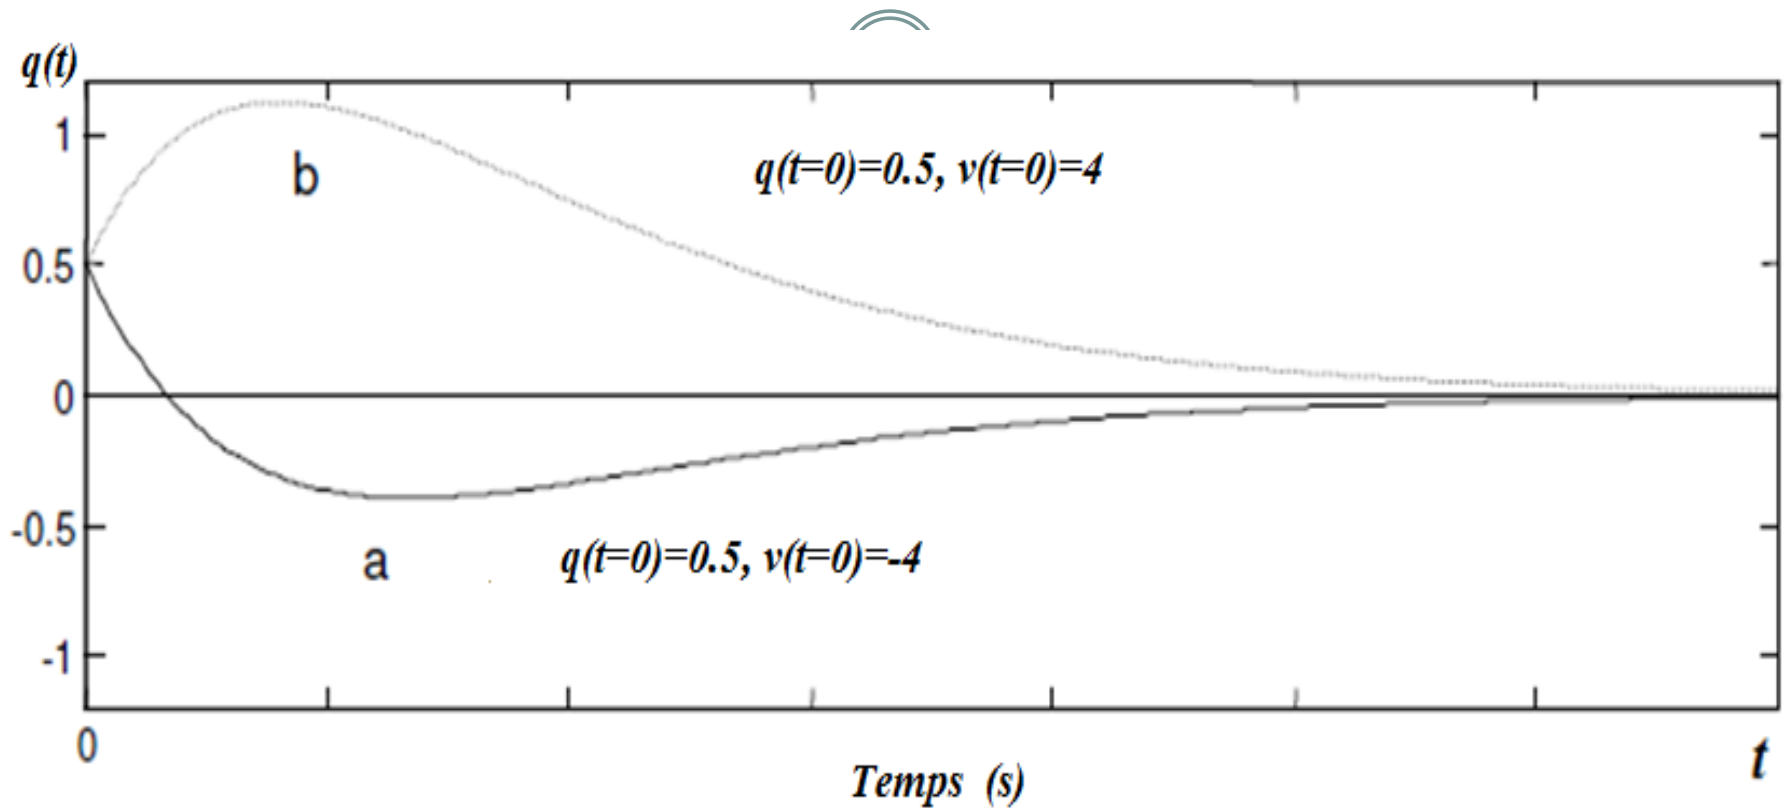 q(t)
1
b
q(t=0)=0.5, v(t=0)=4
0.5
0
-0.5
a
q(t=0)=0.5, v(t=0)=-4
-1
0
t
Temps (s)